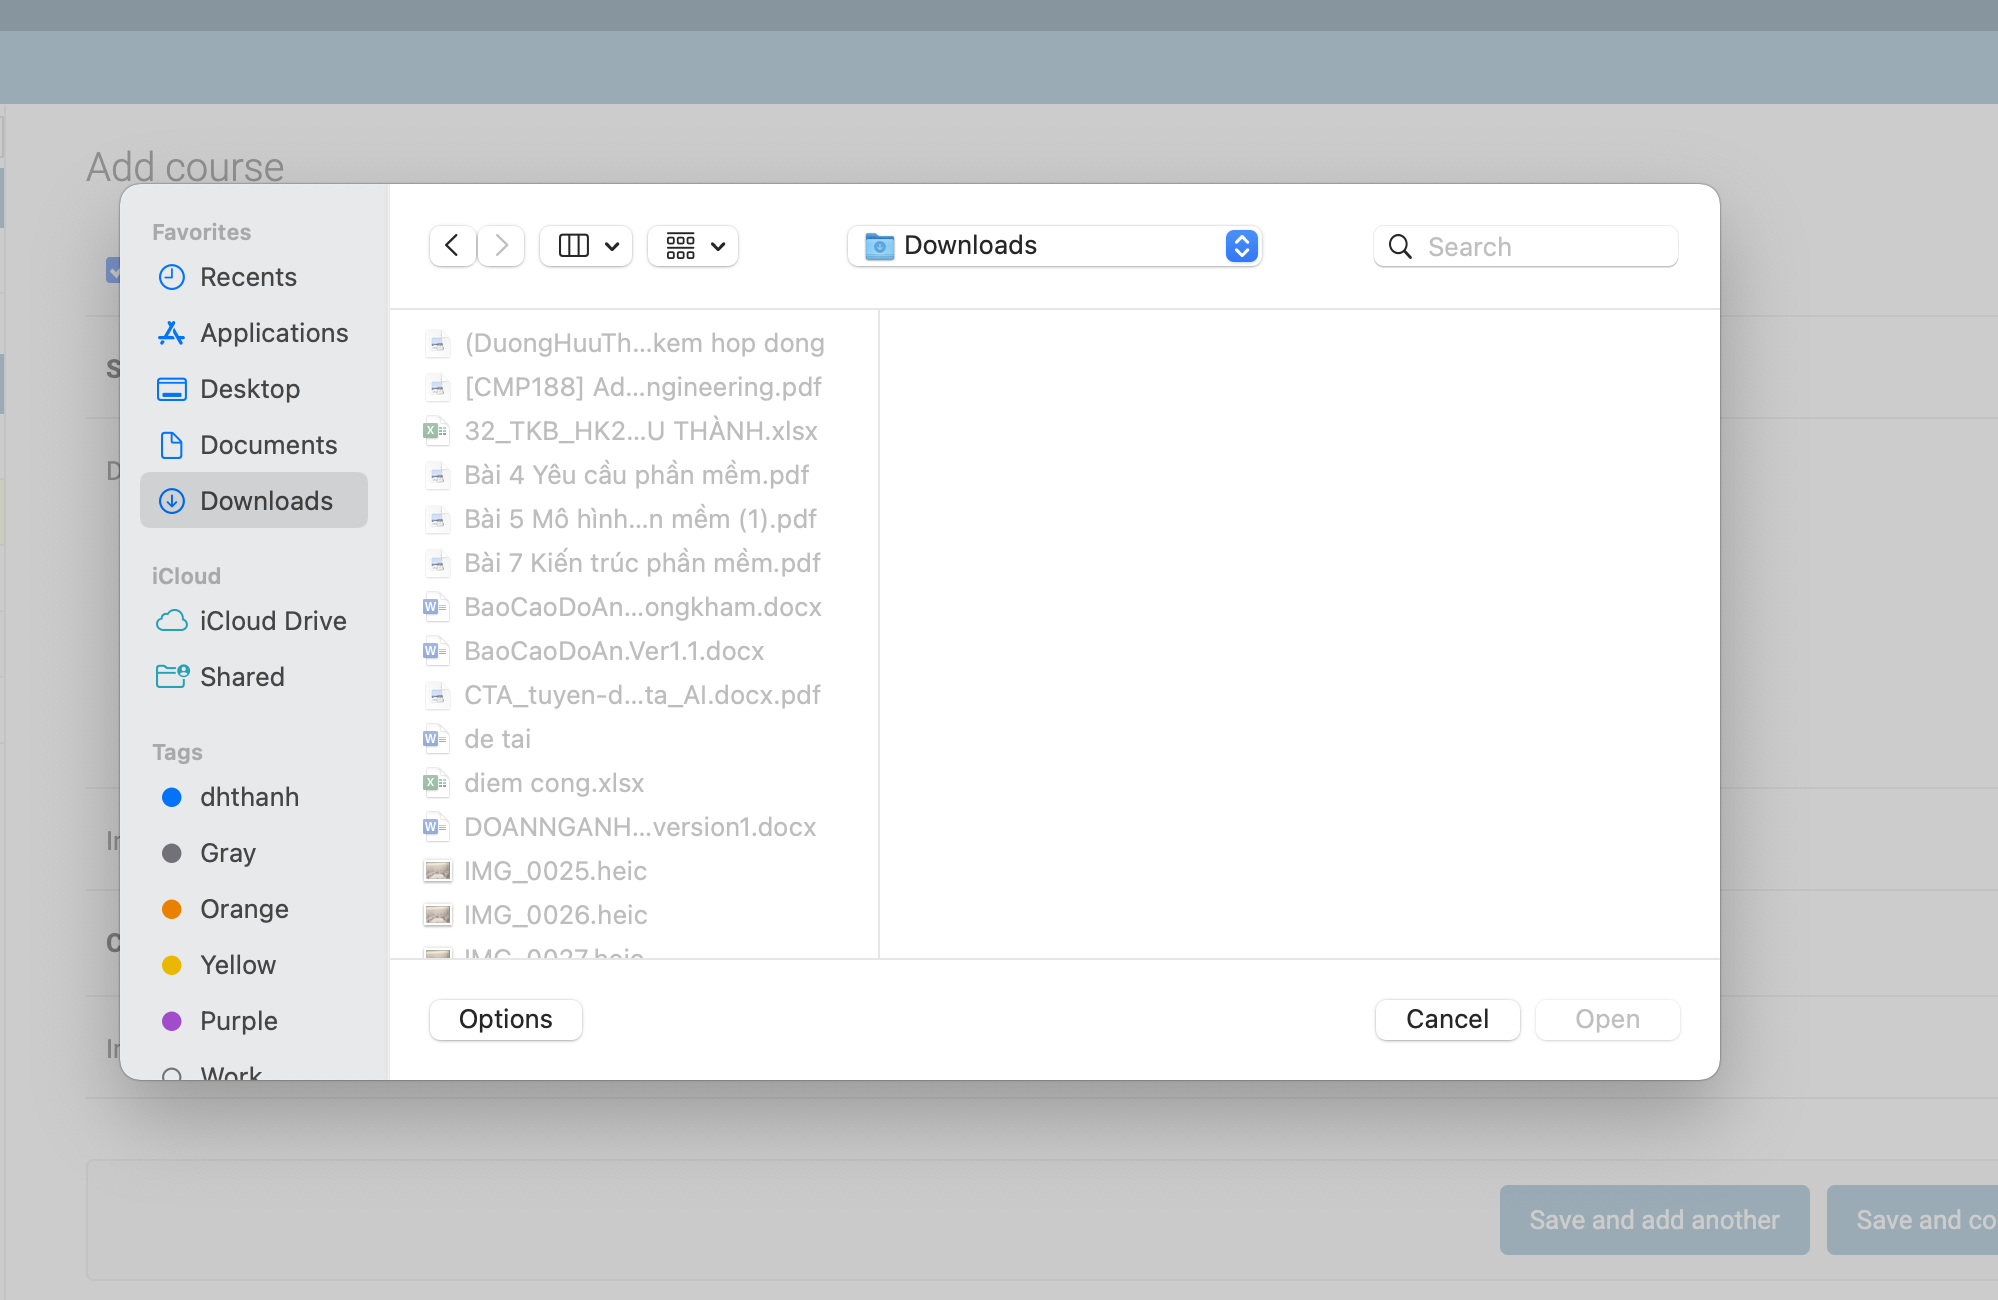 Add course
Favorites
Recents
Applications
Desktop
Documents
Downloads
iCloud
iCloud Drive
Shared
Tags
dhthanh
Gray
Orange
Yellow
Purple
Work
Downloads
Search
(DuongHuuTh...kem hop dong
[CMP188] Ad...ngineering.pdf
32_TKB_HK2...U THÀNH.xlsx
Bài 4 Yêu cầu phần mềm.pdf
Bài 5 Mô hình...n mềm (1).pdf
Bài 7 Kiến trúc phần mềm.pdf
BaoCaoDoAn...ongkham.docx
BaoCaoDoAn.Ver1.1.docx
CTA_tuyen-d...ta_AI.docx.pdf
de tai
diem cong.xlsx
DOANNGANH...version1.docx
IMG_0025.heic
IMG_0026.heic
IMG_0027.heic
Options
Cancel
Open
Save and add another
Save and co